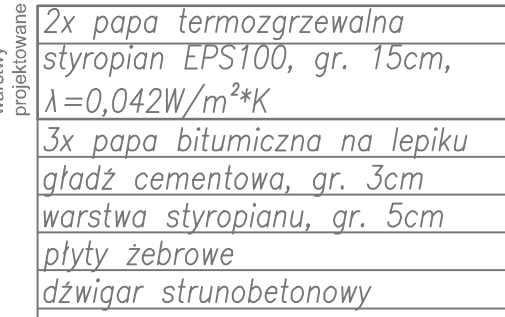 warstwy
projektowane
2x papa termozgrzewalna
styropian EPS100, gr. 15cm,
λ=0,042W/m²*K
3x papa bitumiczna na lepiku
gładź cementowa, gr. 3cm
warstwa styropianu, gr. 5cm
płyty żebrowe
dźwigar strunobetonowy